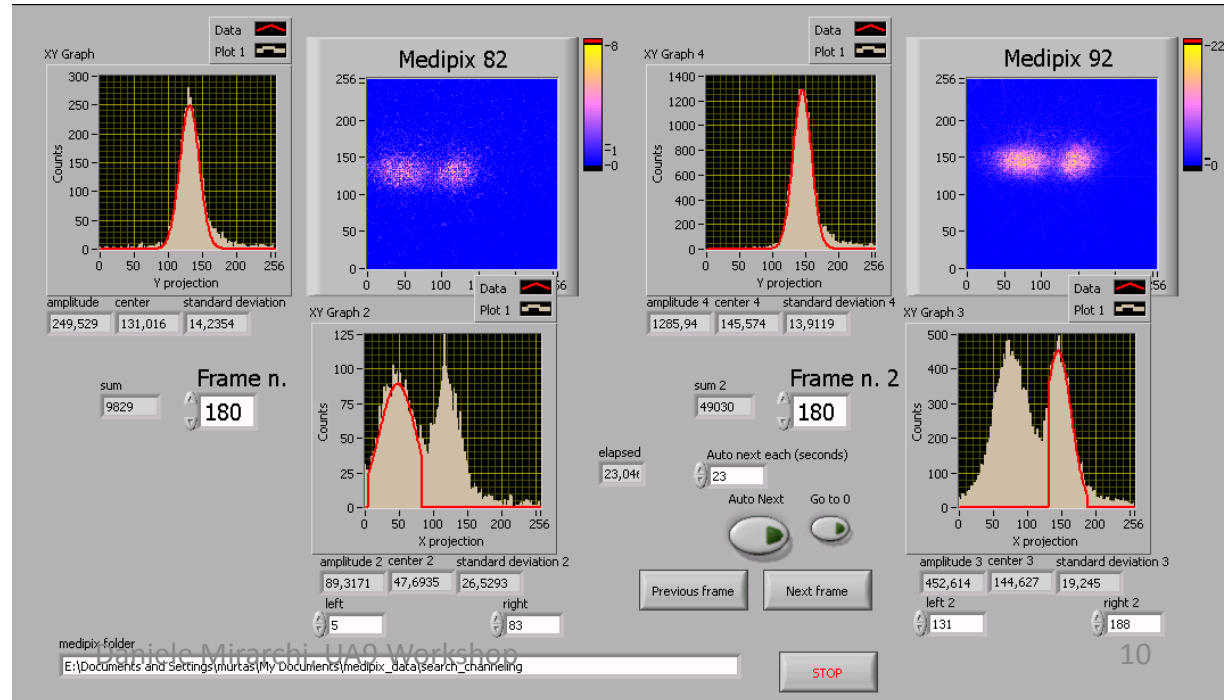 XY Graph
Data
Plot 1
300
250
200
150
100
50
0
Counts
0 50 100 150 200 256
Y projection
amplitude center standard deviation
249,529 131,016 14,2354
Medipix 82
256
200
150
100
50
0
0 50 100
8
1
0
XY Graph 4
Data
Plot 1
1400
1200
1000
800
600
400
200
0
Counts
0 50 100 150 200 256
Y projection
amplitude 4 center 4 standard deviation 4
1285,94 145,574 13,9119
Medipix 92
256
200
150
100
50
0
0 50 100 256
22
0
XY Graph 2
Data
Plot 1
125
100
75
50
25
0
Counts
0 50 100 150 200 256
X projection
amplitude 2 center 2 standard deviation 2
89,3171 47,6935 26,5293
left right
5 83
XY Graph 3
Data
Plot 1
500
400
300
200
100
0
Counts
0 50 100 150 200 256
X projection
amplitude 3 center 3 standard deviation 3
452,614 144,627 19,245
left 2 right 2
131 188
sum Frame n.
9829 180
sum 2 Frame n. 2
49030 180
elapsed Auto next each (seconds)
23,046 23
Auto Next Go to 0
Previous frame Next frame
medipix folder
Daniele Mirarchi, UA9 Workshop
E:\Documents and Settings\murtas\My Documents\medipix_data\search_channeling
STOP
10